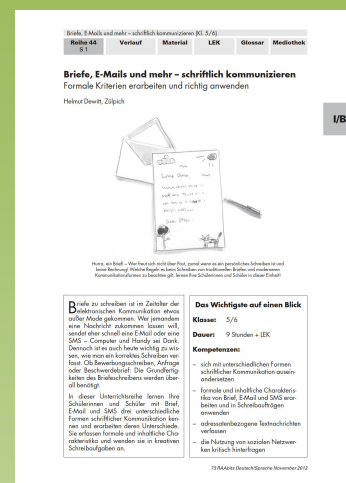 Briefe, E-Mails und mehr – schriftlich kommunizieren (Kl. 5/6)
Reihe 44 Verlauf Material LEK Glossar Mediothek
S 1
Briefe, E-Mails und mehr – schriftlich kommunizieren
Formale Kriterien erarbeiten und richtig anwenden
Helmut Dewitt, Zülpich
I/B
Hurra, ein Brief! – Wer freut sich nicht über Post, zumal wenn es ein persönliches Schreiben ist und
keine Rechnung! Welche Regeln es beim Schreiben von traditionellen Briefen und moderneren
Kommunikationsformen zu beachten gilt, lernen Ihre Schülerinnen und Schüler in dieser Einheit!
Briefe zu schreiben ist im Zeitalter der
elektronischen Kommunikation etwas
außer Mode gekommen. Wer jemandem
eine Nachricht zukommen lassen will,
sendet eher schnell eine E-Mail oder eine
SMS – Computer und Handy sei Dank.
Dennoch ist es auch heute wichtig zu wis-
sen, wie man ein korrektes Schreiben ver-
fasst. Ob Bewerbungsschreiben, Anfrage
oder Beschwerdebrief: Die Grundfertig-
keiten des Briefeschreibens werden über-
all benötigt.
In dieser Unterrichtsreihe lernen Ihre
Schülerinnen und Schüler mit Brief,
E-Mail und SMS drei unterschiedliche
Formen schriftlicher Kommunikation ken-
nen und erarbeiten deren Unterschiede.
Sie erfassen formale und inhaltliche Cha-
rakteristika und wenden sie in kreativen
Schreibaufgaben an.
Das Wichtigste auf einen Blick
Klasse: 5/6
Dauer: 9 Stunden + LEK
Kompetenzen:
– sich mit unterschiedlichen Formen
schriftlicher Kommunikation ausein-
andersetzen
– formale und inhaltliche Charakteris-
tika von Brief, E-Mail und SMS erar-
beiten und in Schreibaufträgen
anwenden
– adressatenbezogene Textnachrichten
verfassen
– die Nutzung von sozialen Netzwer-
ken kritisch hinterfragen
73 RAAbits Deutsch/Sprache November 2012